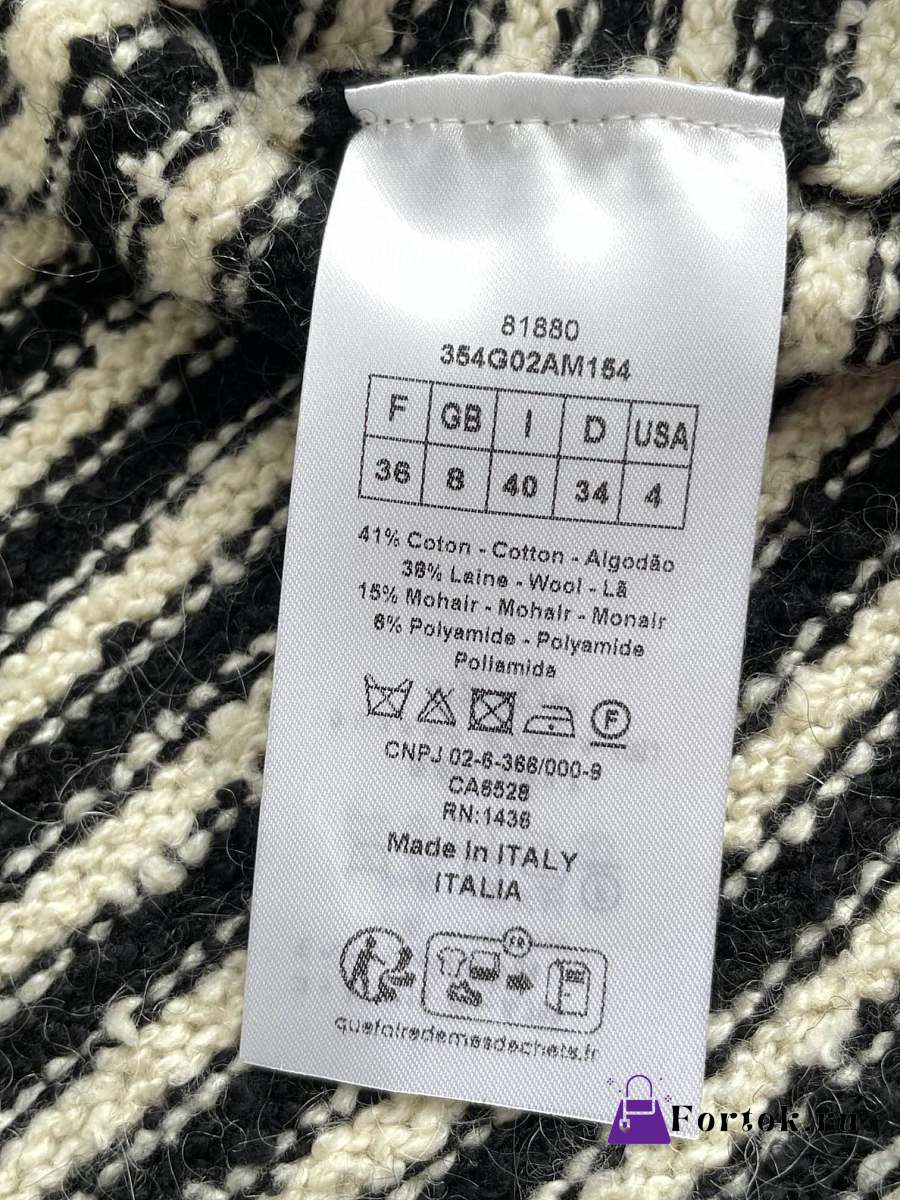 81880
354G02AM154
F GB I D USA
36 8 40 34 4
41% Coton - Cotton - Algodão
38% Laine - Wool - Lã
15% Mohair - Mohair - Monair
6% Polyamide - Polyamide
Poliamida
F
CNPJ 02-6-366/000-9
CA6528
RN:1436
Made in ITALY
ITALIA
FR
quefairedemesdechets.fr
Fortok.ru